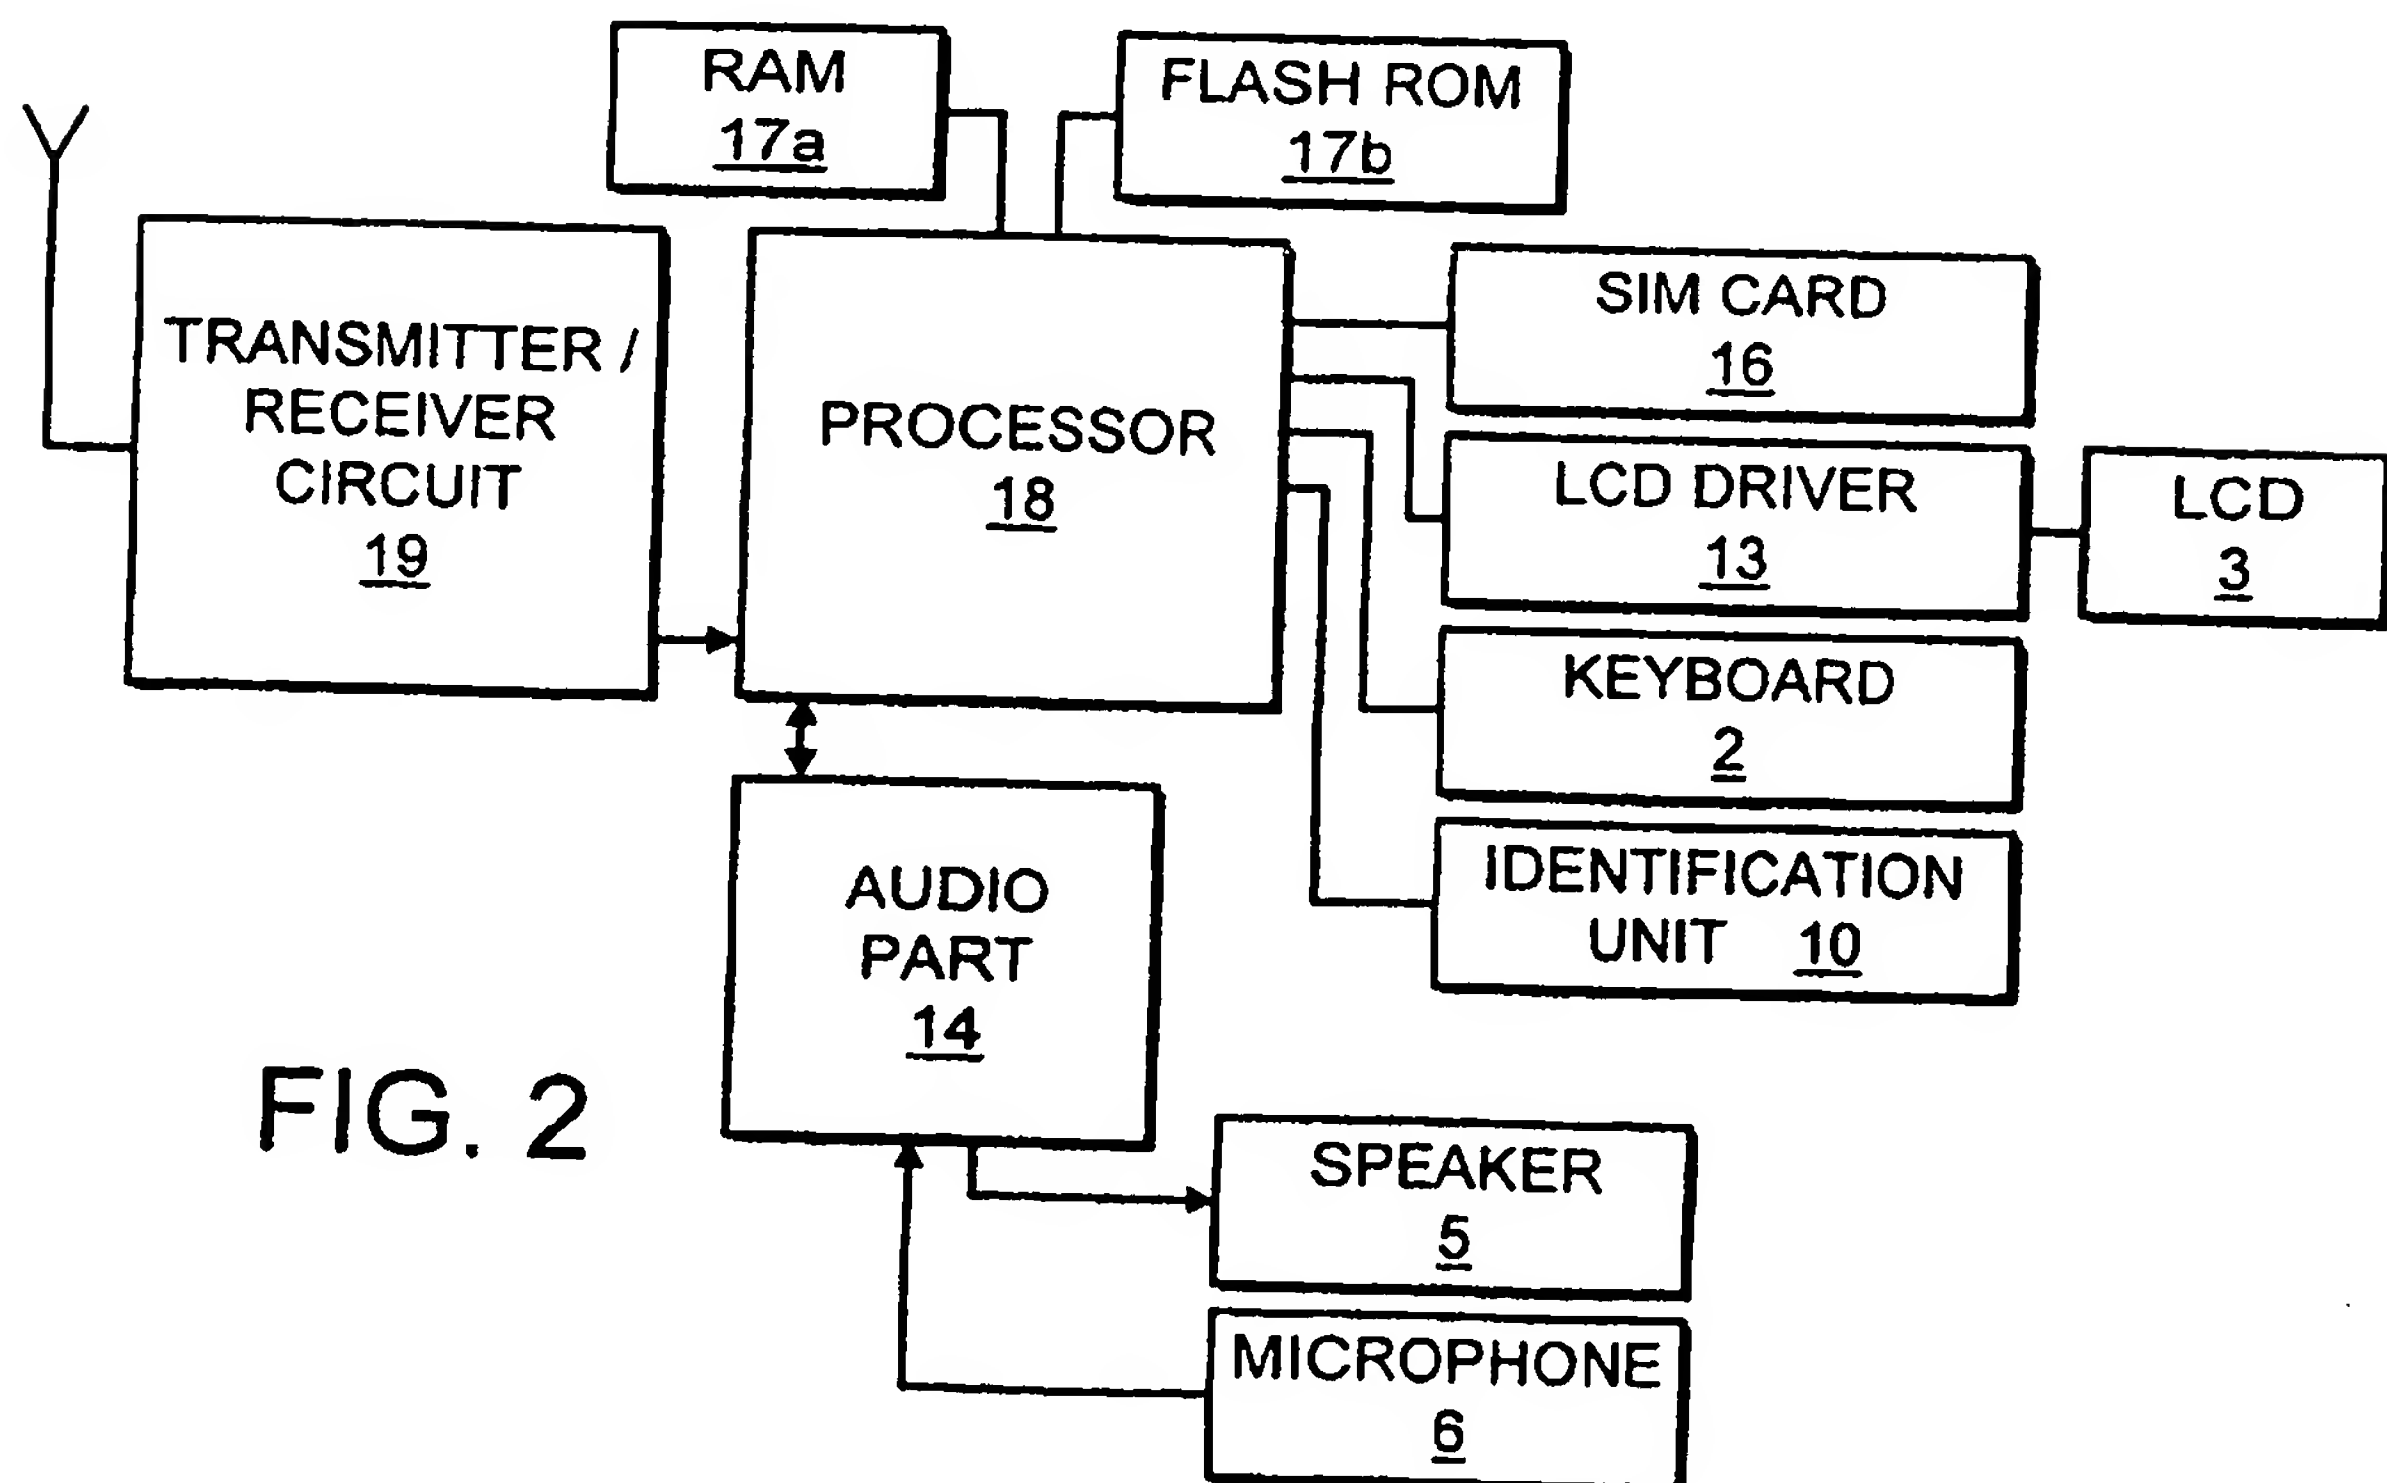 RAM
17a
FLASH ROM
17b
TRANSMITTER /
RECEIVER
CIRCUIT
19
PROCESSOR
18
SIM CARD
16
LCD DRIVER
13
LCD
3
KEYBOARD
2
IDENTIFICATION
UNIT 10
AUDIO
PART
14
SPEAKER
5
MICROPHONE
6
FIG. 2